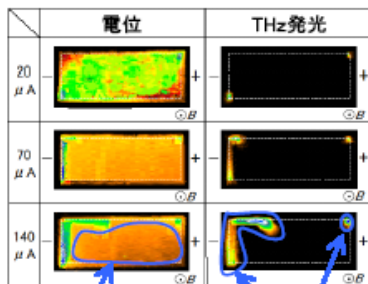 電位 THz発光
20 μA − + − +
⊙B ⊙B
70 μA − + − +
⊙B ⊙B
140 μA − + − +
⊙B ⊙B